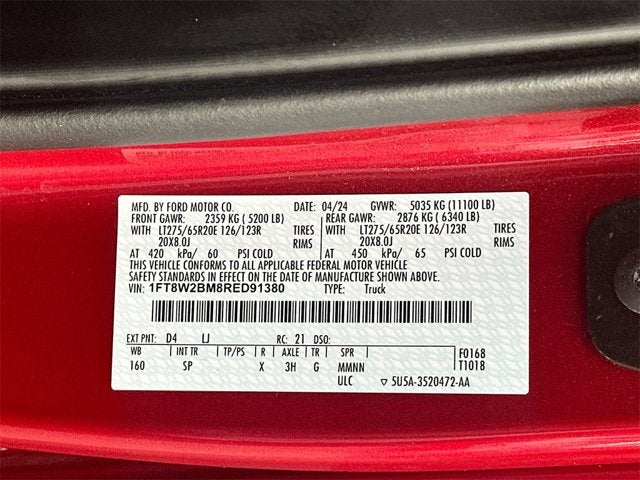 MFD. BY FORD MOTOR CO. DATE: 04/24 GVWR: 5035 KG (11100 LB)
FRONT GAWR: 2359 KG ( 5200 LB) REAR GAWR: 2876 KG ( 6340 LB)
WITH LT275/65R20E 126/123R TIRES WITH LT275/65R20E 126/123R TIRES
20X8.0J RIMS 20X8.0J RIMS
AT 420 kPa/ 60 PSI COLD AT 450 kPa/ 65 PSI COLD
THIS VEHICLE CONFORMS TO ALL APPLICABLE FEDERAL MOTOR VEHICLE
SAFETY STANDARDS IN EFFECT ON THE DATE OF MANUFACTURE SHOWN ABOVE.
VIN: 1FT8W2BM8RED91380 TYPE: Truck
EXT PNT: D4 LJ RC: 21 DSO:
WB INT TR TP/PS R AXLE TR SPR F0168
160 SP X 3H G MMNN T1018
ULC ▽ 5U5A-3520472-AA